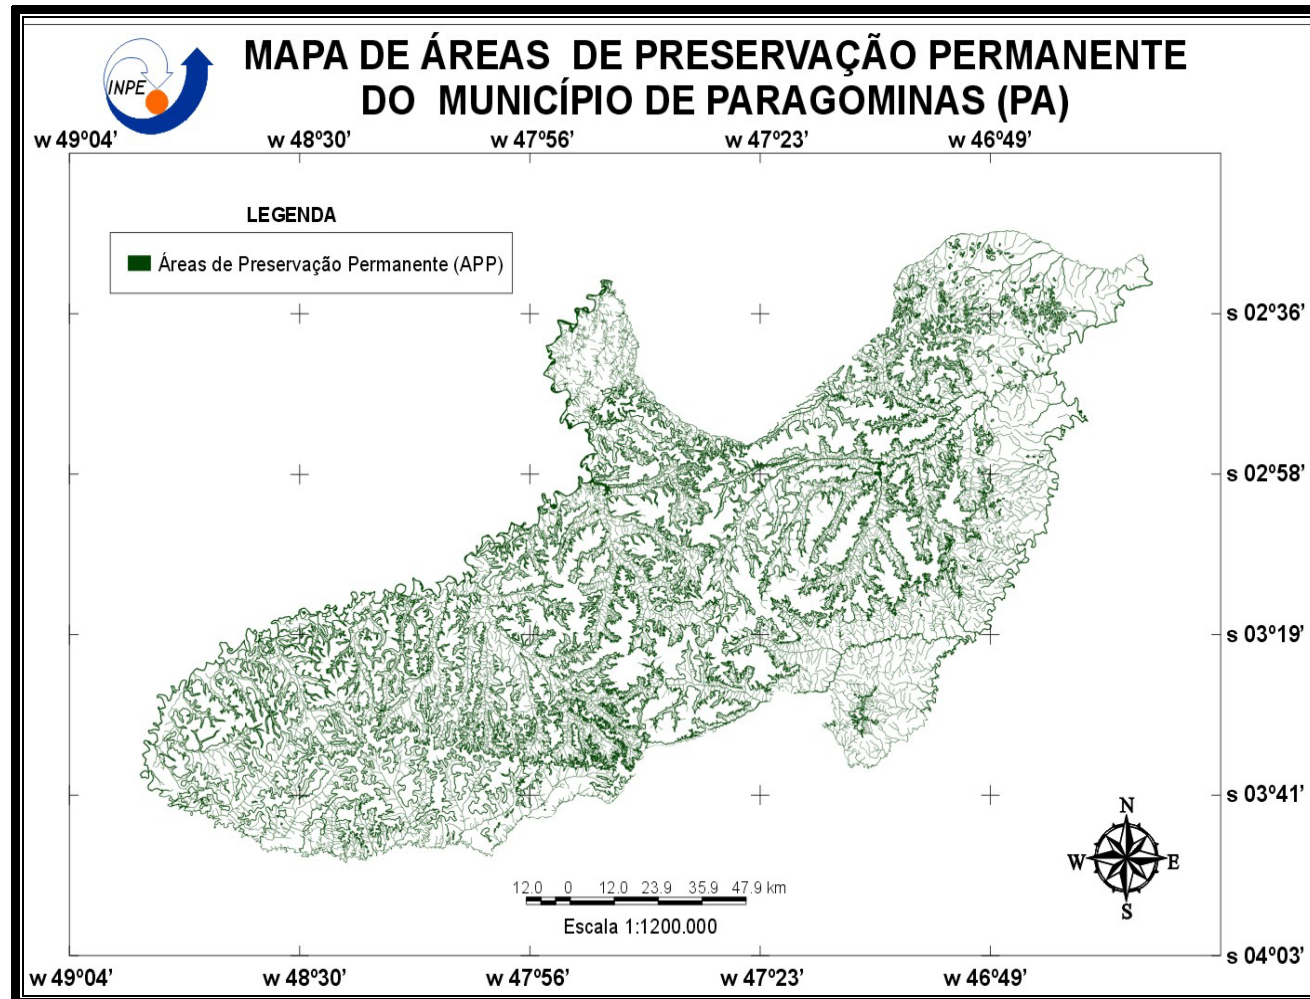 INPE
MAPA DE ÁREAS DE PRESERVAÇÃO PERMANENTE
DO MUNICÍPIO DE PARAGOMINAS (PA)
w 49º04’ w 48º30’ w 47º56’ w 47º23’ w 46º49’
LEGENDA
Áreas de Preservação Permanente (APP)
s 02º36’
s 02º58’
s 03º19’
s 03º41’
N
W E
S
12.0 0 12.0 23.9 35.9 47.9 km
Escala 1:1200.000
s 04º03’
w 49º04’ w 48º30’ w 47º56’ w 47º23’ w 46º49’